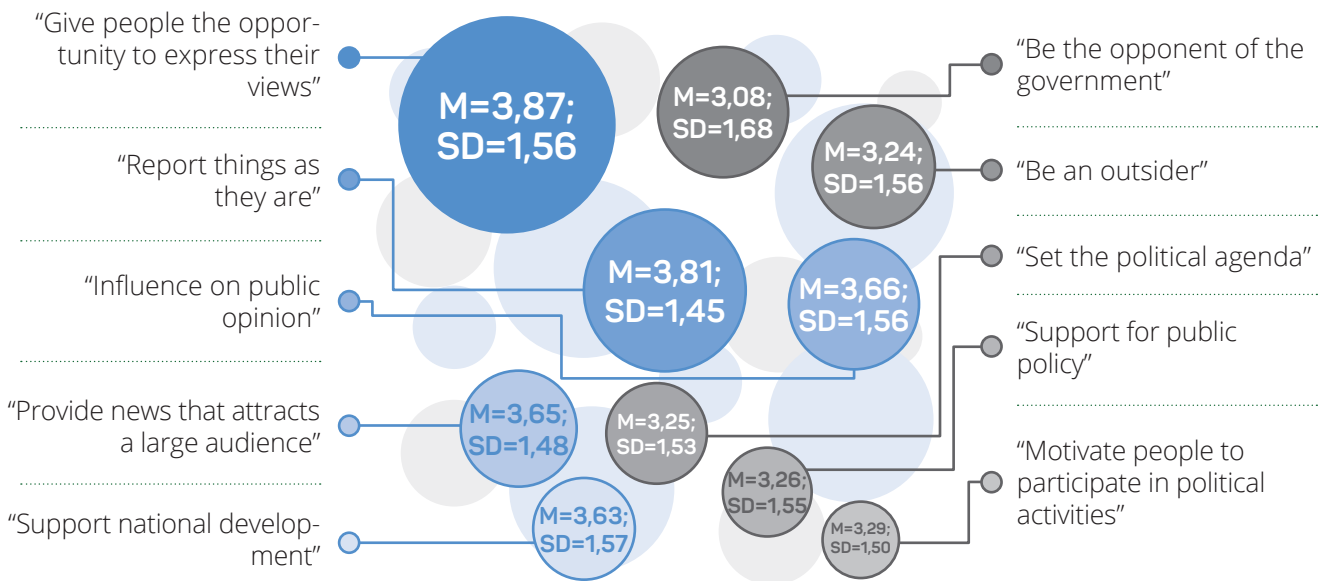 “Give people the oppor-
tunity to express their
views”
“Report things as
they are”
“Influence on public
opinion”
“Provide news that attracts
a large audience”
“Support national develop-
ment”
M=3,87;
SD=1,56
M=3,81;
SD=1,45
M=3,66;
SD=1,56
M=3,65;
SD=1,48
M=3,63;
SD=1,57
M=3,08;
SD=1,68
M=3,24;
SD=1,56
M=3,25;
SD=1,53
M=3,26;
SD=1,55
M=3,29;
SD=1,50
“Be the opponent of the
government”
“Be an outsider”
“Set the political agenda”
“Support for public
policy”
“Motivate people to
participate in political
activities”